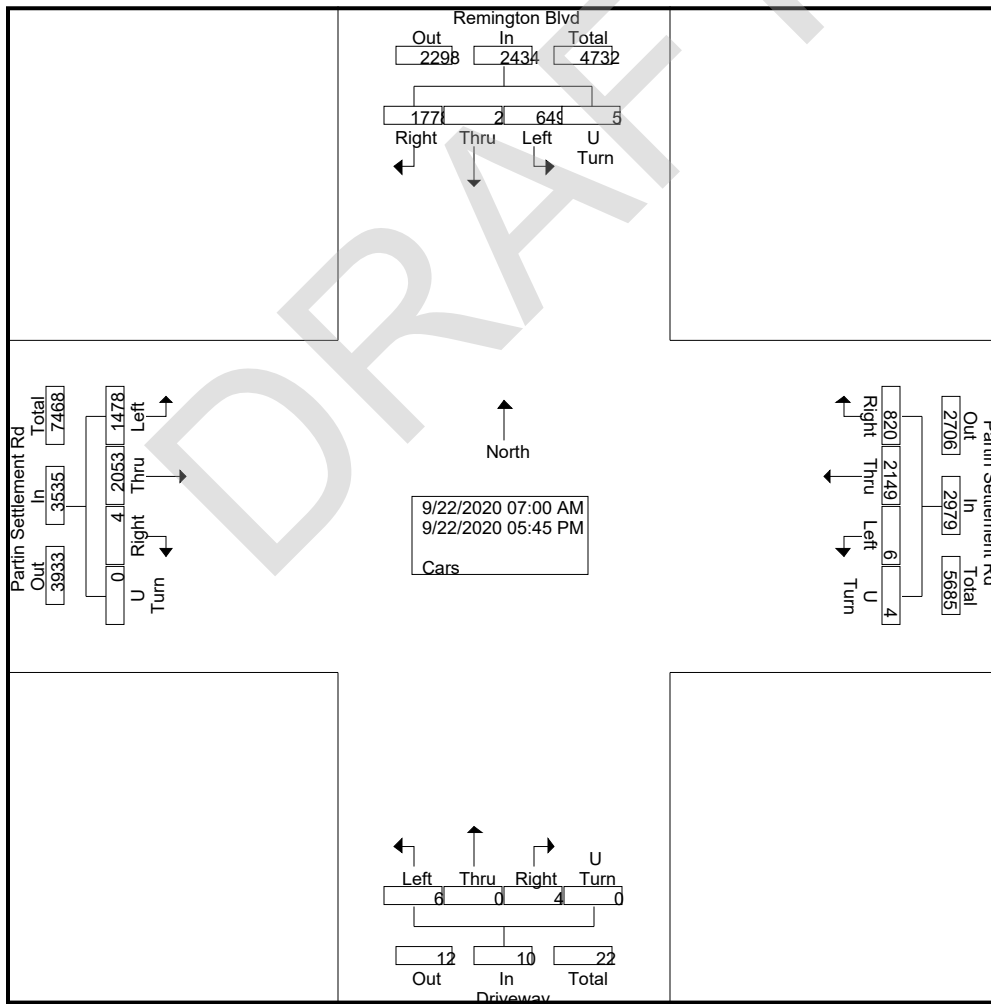 DRAFT
Remington Blvd
Out In Total
2298 2434 4732
1778 2 649 5
Right Thru Left U Turn
Partin Settlement Rd
Total In Out
7468 3535 3933
1478 2053 4 0
Left Thru Right U Turn
North
9/22/2020 07:00 AM
9/22/2020 05:45 PM
Cars
Right Thru Left U Turn
820 2149 6 4
Out In Total
2706 2979 5685
Partin Settlement Rd
Left Thru Right U Turn
6 0 4 0
12 10 22
Out In Total
Driveway